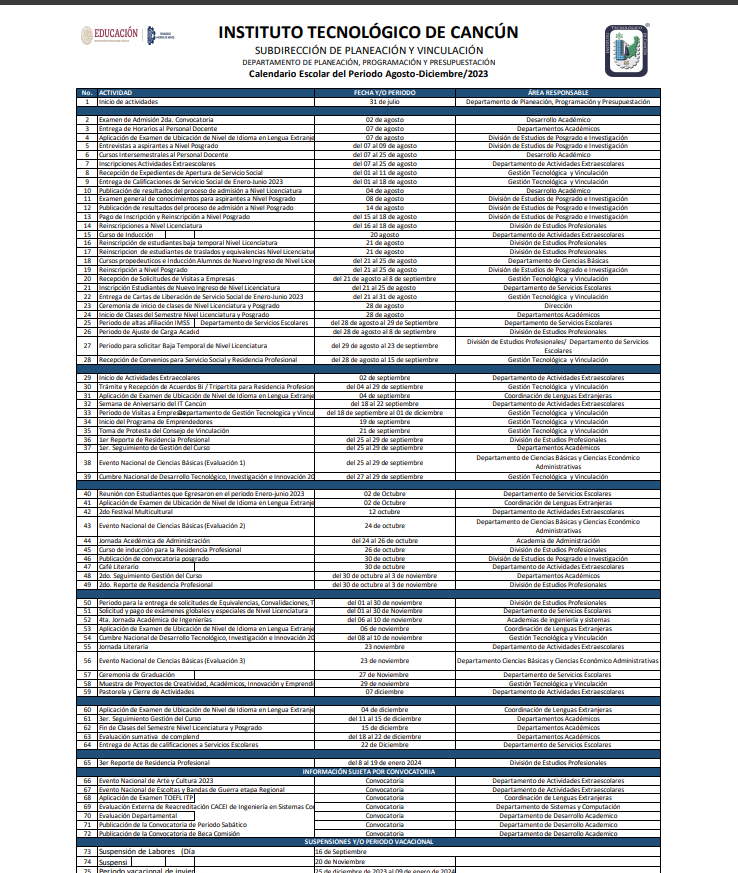 EDUCACIÓN
INSTITUTO TECNOLÓGICO DE CANCÚN
SUBDIRECCIÓN DE PLANEACIÓN Y VINCULACIÓN
DEPARTAMENTO DE PLANEACIÓN, PROGRAMACIÓN Y PRESUPUESTACIÓN
Calendario Escolar del Periodo Agosto-Diciembre/2023
No. ACTIVIDAD FECHA Y/O PERIODO ÁREA RESPONSABLE
1 Inicio de actividades 31 de julio Departamento de Planeación, Programación y Presupuestación
2 Examen de Admisión 2da. Convocatoria 02 de agosto Desarrollo Académico
3 Entrega de Horarios al Personal Docente 07 de agosto Departamentos Académicos
4 Aplicación de Examen de Ubicación de Nivel de Idioma en Lengua Extranje 07 de agosto División de Estudios de Posgrado e Investigación
5 Entrevistas a aspirantes a Nivel Posgrado del 07 al 09 de agosto División de Estudios de Posgrado e Investigación
6 Cursos Intersemestrales al Personal Docente del 07 al 25 de agosto Desarrollo Académico
7 Inscripciones Actividades Extraescolares del 07 al 25 de agosto Departamento de Actividades Extraescolares
8 Recepción de Expedientes de Apertura de Servicio Social del 01 al 11 de agosto Gestión Tecnológica y Vinculación
9 Entrega de Calificaciones de Servicio Social de Enero-Junio 2023 del 01 al 18 de agosto Gestión Tecnológica y Vinculación
10 Publicación de resultados del proceso de admisión a Nivel Licenciatura 04 de agosto Desarrollo Académico
11 Examen general de conocimientos para aspirantes a Nivel Posgrado 08 de agosto División de Estudios de Posgrado e Investigación
12 Publicación de resultados del proceso de admisión a Nivel Posgrado 14 de agosto División de Estudios de Posgrado e Investigación
13 Pago de Inscripción y Reinscripción a Nivel Posgrado del 15 al 18 de agosto División de Estudios de Posgrado e Investigación
14 Reinscripciones a Nivel Licenciatura del 16 al 18 de agosto División de Estudios Profesionales
15 Curso de Inducción 20 agosto Departamento de Actividades Extraescolares
16 Reinscripción de estudiantes baja temporal Nivel Licenciatura 21 de agosto División de Estudios Profesionales
17 Reinscripcion de estudiantes de traslados y equivalencias Nivel Licenciatu 21 de agosto División de Estudios Profesionales
18 Cursos propedeuticos e Inducción Alumnos de Nuevo Ingreso de Nivel Lice del 21 al 25 de agosto Departamento de Ciencias Básicas
19 Reinscripción a Nivel Posgrado del 21 al 25 de agosto División de Estudios de Posgrado e Investigación
20 Recepción de Solicitudes de Visitas a Empresas del 21 de agosto al 8 de septiembre Gestión Tecnológica y Vinculación
21 Inscripción Estudiantes de Nuevo Ingreso de Nivel Licenciatura del 21 al 25 de agosto Departamento de Servicios Escolares
22 Entrega de Cartas de Liberación de Servicio Social de Enero-Junio 2023 del 21 al 31 de agosto Gestión Tecnológica y Vinculación
23 Ceremonia de inicio de clases de Nivel Licenciatura y Posgrado 28 de agosto Dirección
24 Inicio de Clases del Semestre Nivel Licenciatura y Posgrado 28 de agosto Departamentos Académicos
25 Periodo de altas afiliación IMSS Departamento de Servicios Escolares del 28 de agosto al 29 de Septiembre Departamento de Servicios Escolares
26 Periodo de Ajuste de Carga Acadd del 28 de agosto al 8 de septiembre División de Estudios Profesionales
27 Periodo para solicitar Baja Temporal de Nivel Licenciatura del 29 de agosto al 23 de septiembre División de Estudios Profesionales/ Departamento de Servicios
Escolares
28 Recepción de Convenios para Servicio Social y Residencia Profesional del 28 de agosto al 15 de septiembre Gestión Tecnológica y Vinculación
29 Inicio de Actividades Extraescolares 02 de septiembre Departamento de Actividades Extraescolares
30 Trámite y Recepción de Acuerdos Bi / Tripartita para Residencia Profesion del 04 al 29 de septiembre Gestión Tecnológica y Vinculación
31 Aplicación de Examen de Ubicación de Nivel de Idioma en Lengua Extranje 04 de septiembre Coordinación de Lenguas Extranjeras
32 Semana de Aniversario del IT Cancún del 18 al 22 septiembre Departamento de Actividades Extraescolares
33 Periodo de Visitas a Empresas Departamento de Gestión Tecnologica y Vincul del 18 de septiembre al 01 de diciembre Gestión Tecnológica y Vinculación
34 Inicio del Programa de Emprendedores 19 de septiembre Gestión Tecnológica y Vinculación
35 Toma de Protesta del Consejo de Vinculación 21 de septiembre Gestión Tecnológica y Vinculación
36 1er Reporte de Residencia Profesional del 25 al 29 de septiembre División de Estudios Profesionales
37 1er. Seguimiento de Gestión del Curso del 25 al 29 de septiembre Departamentos Académicos
38 Evento Nacional de Ciencias Básicas (Evaluación 1) del 25 al 29 de septiembre Departamento de Ciencias Básicas y Ciencias Económico
Administrativas
39 Cumbre Nacional de Desarrollo Tecnológico, Investigación e Innovación 20 del 27 al 29 de septiembre Gestión Tecnológica y Vinculación
40 Reunión con Estudiantes que Egresaron en el periodo Enero-junio 2023 02 de Octubre Departamento de Servicios Escolares
41 Aplicación de Examen de Ubicación de Nivel de Idioma en Lengua Extranje 02 de Octubre Coordinación de Lenguas Extranjeras
42 2do Festival Multicultural 12 octubre Departamento de Actividades Extraescolares
43 Evento Nacional de Ciencias Básicas (Evaluación 2) 24 de octubre Departamento de Ciencias Básicas y Ciencias Económico
Administrativas
44 Jornada Acedémica de Administración del 24 al 26 de octubre Academia de Administración
45 Curso de inducción para la Residencia Profesional 26 de octubre División de Estudios Profesionales
46 Publicación de convocatoria posgrado 30 de octubre División de Estudios de Posgrado e Investigación
47 Café Literario 30 de octubre Departamento de Actividades Extraescolares
48 2do. Seguimiento Gestión del Curso del 30 de octubre al 3 de noviembre Departamentos Académicos
49 2do. Reporte de Residencia Profesional del 30 de octubre al 3 de noviembre División de Estudios Profesionales
50 Periodo para la entrega de solicitudes de Equivalencias, Convalidaciones, T del 01 al 30 de noviembre División de Estudios Profesionales
51 Solicitud y pago de exámenes globales y especiales de Nivel Licenciatura del 01 al 30 de Noviembre Departamento de Servicios Escolares
52 4ta. Jornada Académica de Ingenierías del 06 al 10 de noviembre Academias de ingeniería y sistemas
53 Aplicación de Examen de Ubicación de Nivel de Idioma en Lengua Extranje 06 de noviembre Coordinación de Lenguas Extranjeras
54 Cumbre Nacional de Desarrollo Tecnológico, Investigación e Innovación 20 del 08 al 10 de noviembre Gestión Tecnológica y Vinculación
55 Jornada Literaria 23 noviembre Departamento de Actividades Extraescolares
56 Evento Nacional de Ciencias Básicas (Evaluación 3) 23 de noviembre Departamento Ciencias Básicas y Ciencias Económico Administrativas
57 Ceremonia de Graduación 27 de Noviembre Departamento de Servicios Escolares
58 Muestra de Proyectos de Creatividad, Académicos, Innovación y Emprendi 29 de noviembre Gestión Tecnológica y Vinculación
59 Pastorela y Cierre de Actividades 07 diciembre Departamento de Actividades Extraescolares
60 Aplicación de Examen de Ubicación de Nivel de Idioma en Lengua Extranje 04 de diciembre Coordinación de Lenguas Extranjeras
61 3er. Seguimiento Gestión del Curso del 11 al 15 de diciembre Departamentos Académicos
62 Fin de Clases del Semestre Nivel Licenciatura y Posgrado 15 de diciembre Departamentos Académicos
63 Evaluación sumativa de complend del 18 al 22 de diciembre Departamentos Académicos
64 Entrega de Actas de calificaciones a Servicios Escolares 22 de Diciembre Departamento de Servicios Escolares
65 3er Reporte de Residencia Profesional del 8 al 19 de enero 2024 División de Estudios Profesionales
INFORMACIÓN SUJETA POR CONVOCATORIA
66 Evento Nacional de Arte y Cultura 2023 Convocatoria Departamento de Actividades Extraescolares
67 Evento Nacional de Escoltas y Bandas de Guerra etapa Regional Convocatoria Departamento de Actividades Extraescolares
68 Aplicación de Examen TOEFL ITP Convocatoria Coordinación de Lenguas Extranjeras
69 Evaluación Externa de Reacreditación CACEI de Ingeniería en Sistemas Co Convocatoria Departamento de Sistemas y Computación
70 Evaluación Departamental Convocatoria Departamento de Desarrollo Academico
71 Publicación de la Convocatoria de Periodo Sabático Convocatoria Departamento de Desarrollo Academico
72 Publicación de la Convocatoria de Beca Comisión Convocatoria Departamento de Desarrollo Academico
SUSPENSIONES Y/O PERIODO VACACIONAL
73 Suspensión de Labores (Día 16 de Septiembre
74 Suspensi 20 de Noviembre
75 Periodo vacacional de invier 25 de diciembre de 2023 al 09 de enero de 2024